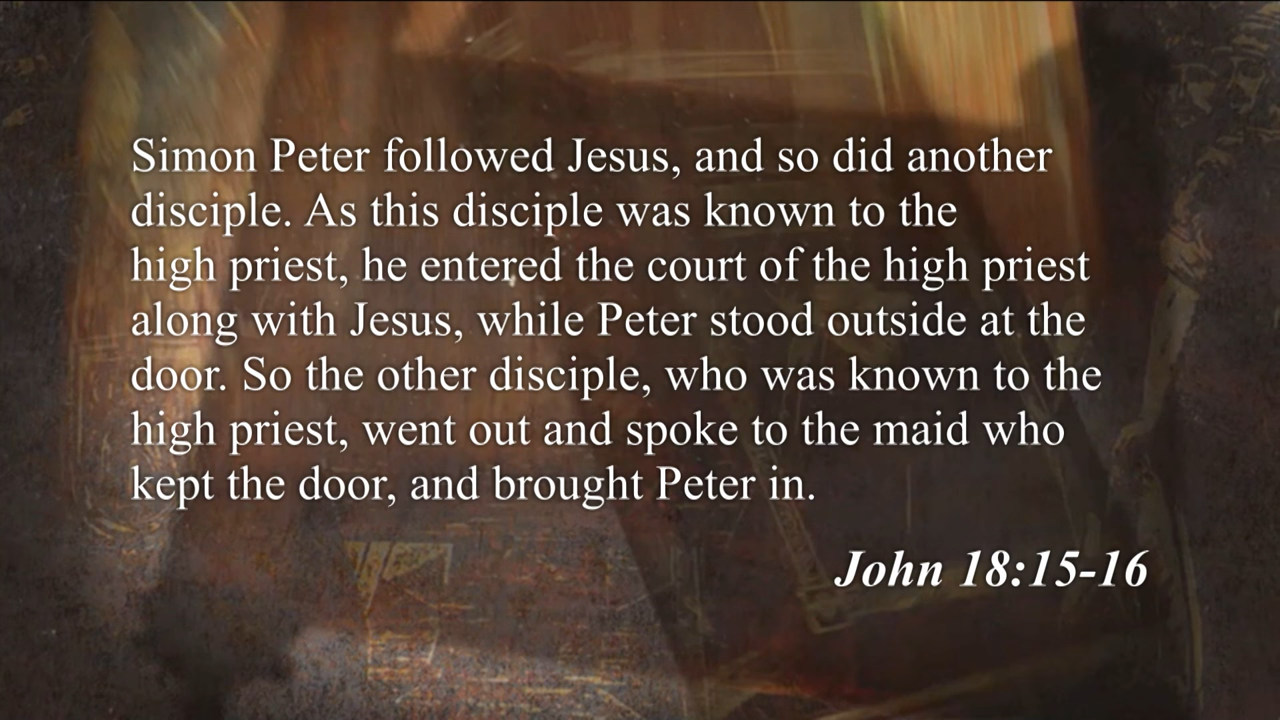 Simon Peter followed Jesus, and so did another
disciple. As this disciple was known to the
high priest, he entered the court of the high priest
along with Jesus, while Peter stood outside at the
door. So the other disciple, who was known to the
high priest, went out and spoke to the maid who
kept the door, and brought Peter in.
John 18:15-16